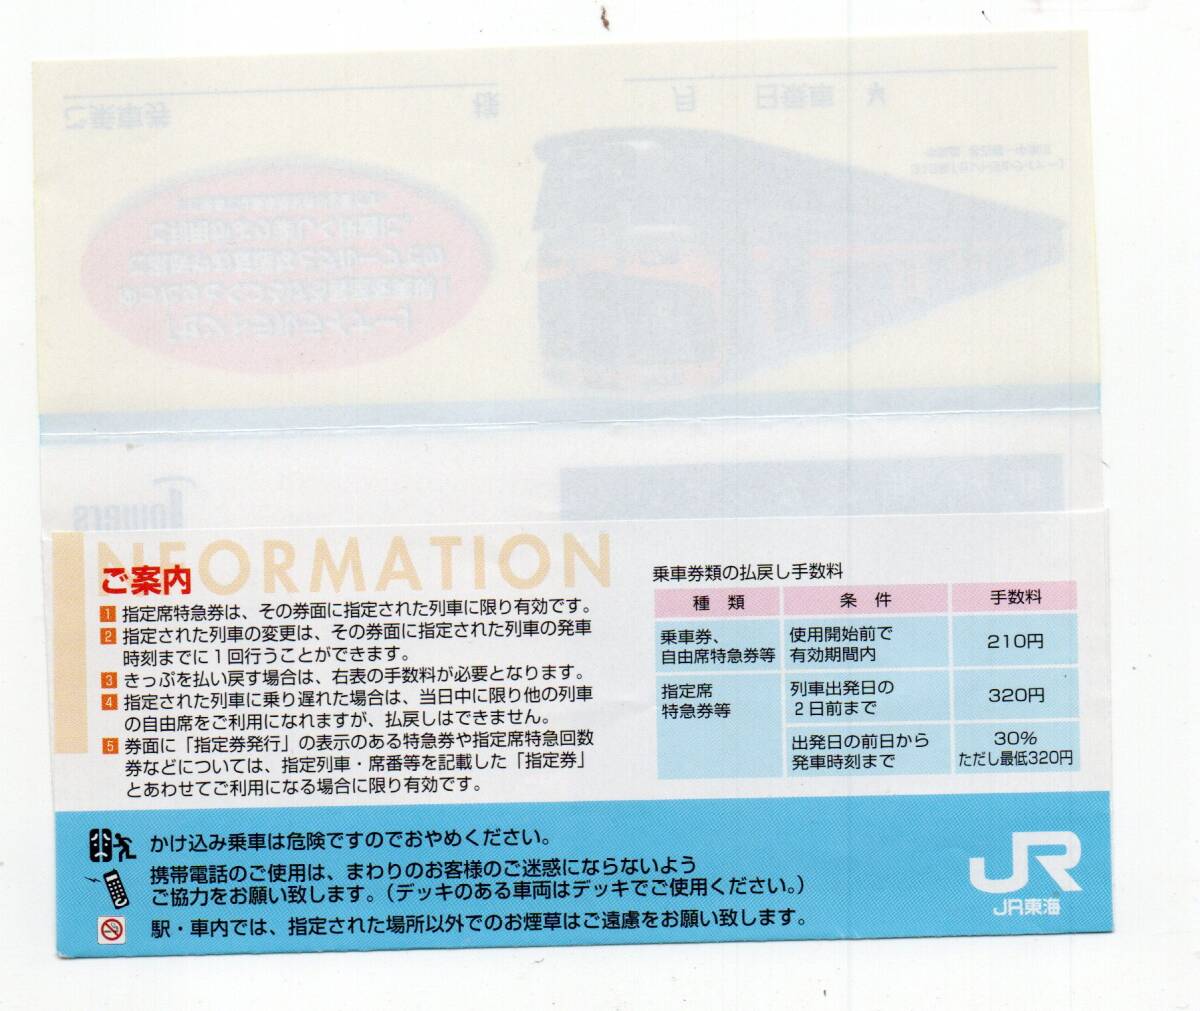 ご乗車券
様
月
日乗車
Towers
INFORMATION
ご案内
1 指定席特急券は、その券面に指定された列車に限り有効です。
2 指定された列車の変更は、その券面に指定された列車の発車
時刻までに1回行うことができます。
3 きっぷを払い戻す場合は、右表の手数料が必要となります。
4 指定された列車に乗り遅れた場合は、当日中に限り他の列車
の自由席をご利用になれますが、払戻しはできません。
5 券面に「指定券発行」の表示のある特急券や指定席特急回数
券などについては、指定列車・席番等を記載した「指定券」
とあわせてご利用になる場合に限り有効です。
乗車券類の払戻し手数料
種 類 条 件 手数料
乗車券、
自由席特急券等
使用開始前で
有効期間内
210円
指定席
特急券等
列車出発日の
2日前まで
320円
出発日の前日から
発車時刻まで
30%
ただし最低320円
かけ込み乗車は危険ですのでおやめください。
携帯電話のご使用は、まわりのお客様のご迷惑にならないよう
ご協力をお願い致します。(デッキのある車両はデッキでご使用ください。)
駅・車内では、指定された場所以外でのお煙草はご遠慮をお願い致します。
JR
JR東海